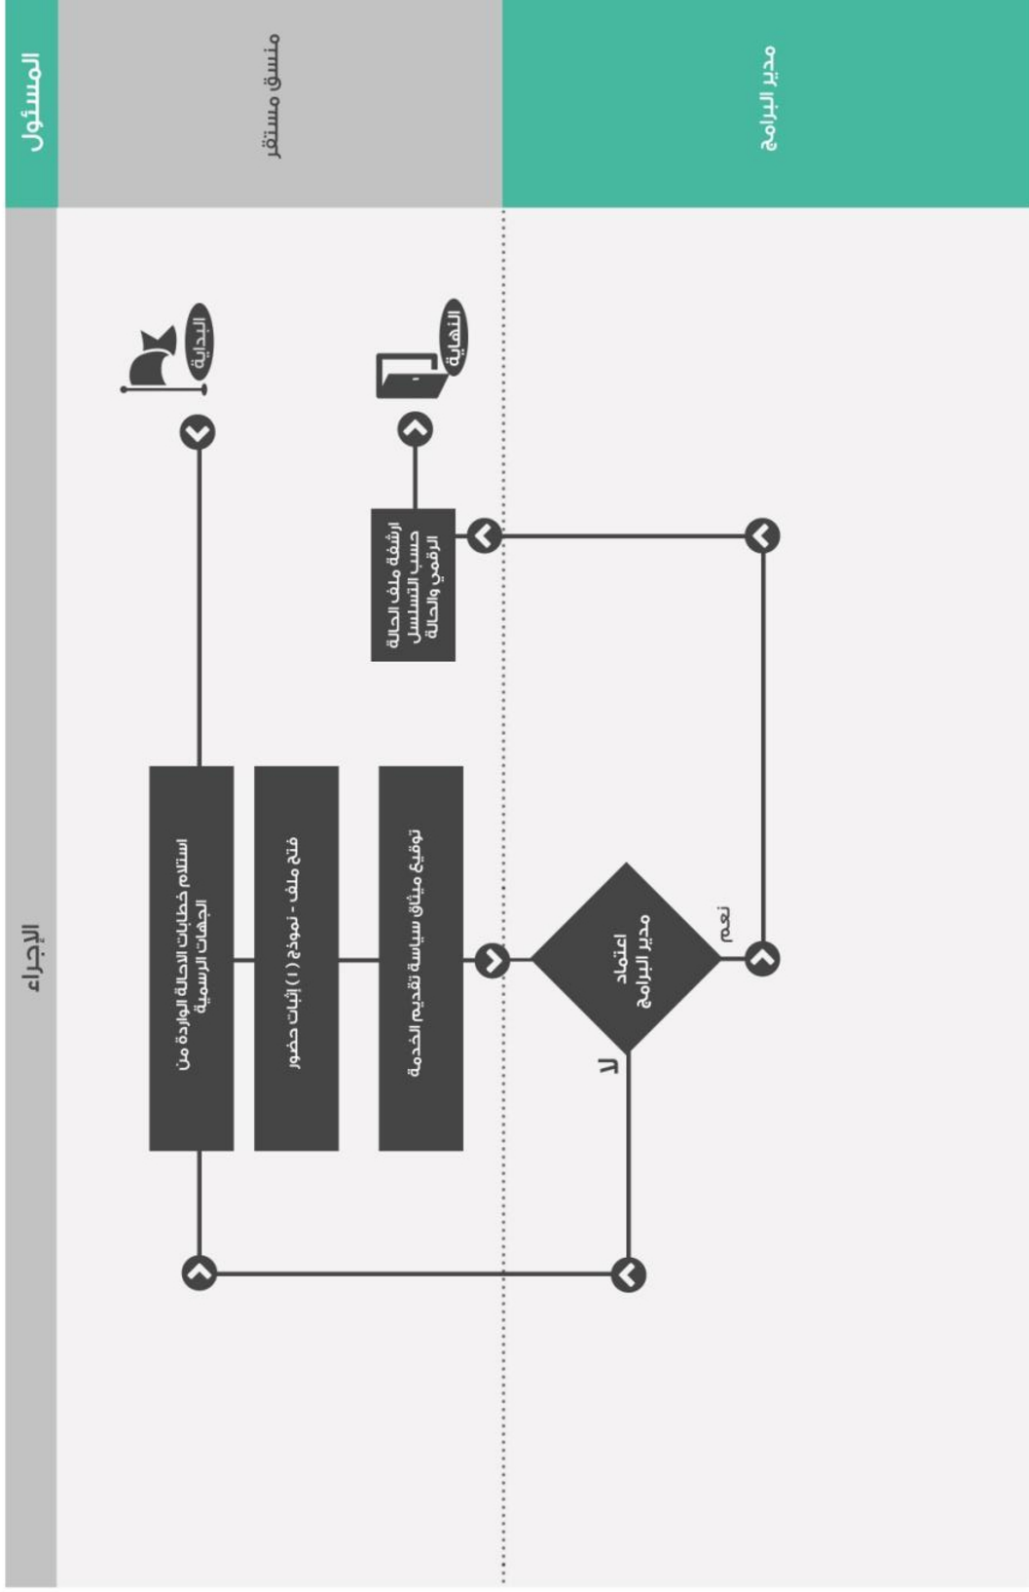 المسئول
الإجراء
منسق مستقر
البداية
استلام خطابات الاحالة الواردة من
الجهات الرسمية
فتح ملف - نموذج (١) إثبات حضور
توقيع ميثاق سياسة تقديم الخدمة
ارشفة ملف الحالة
حسب التسلسل
الرقمي والحالة
النهاية
مدير البرامج
اعتماد
مدير البرامج
لا
نعم